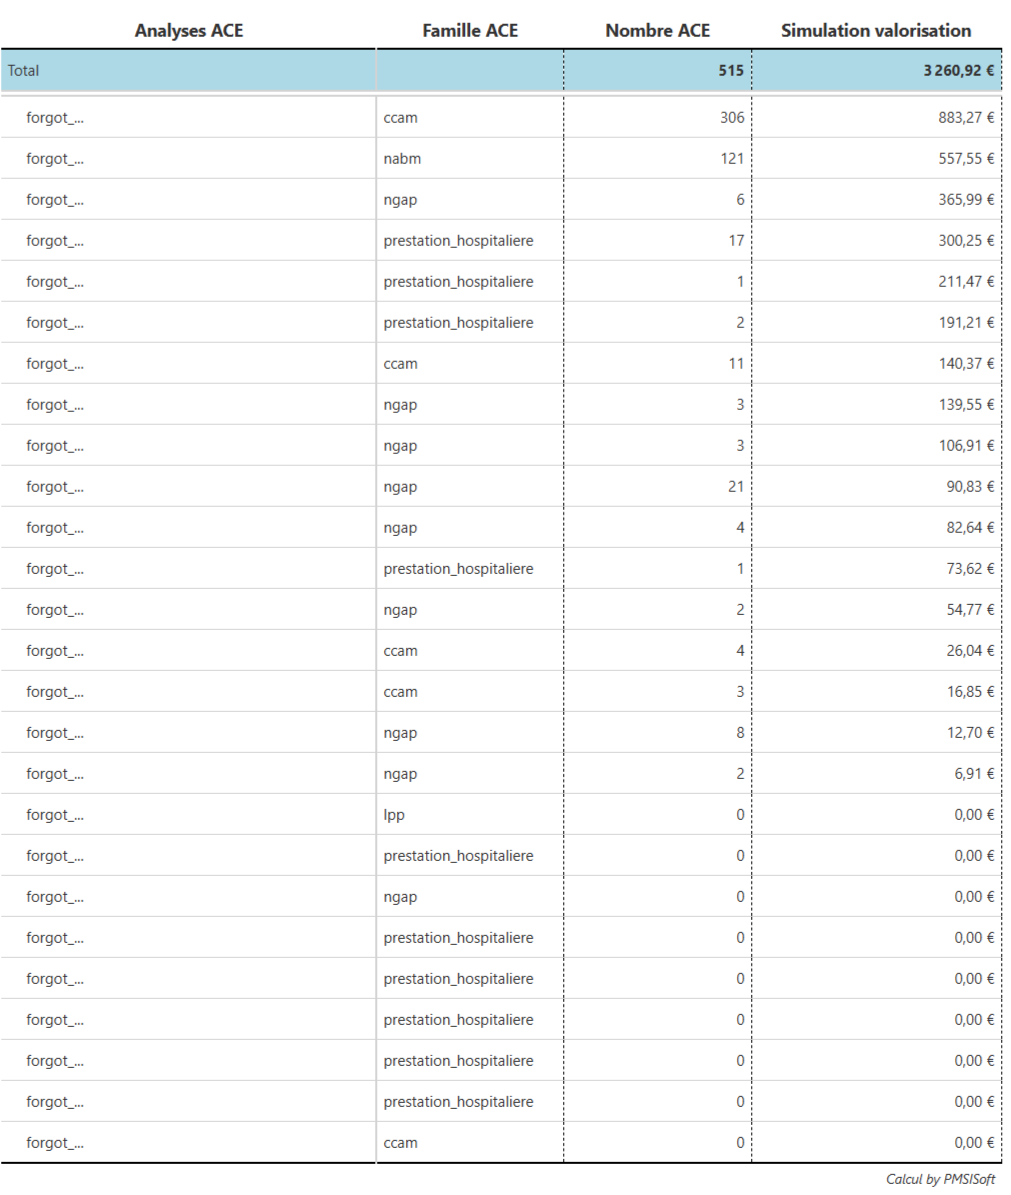 Analyses ACE Famille ACE Nombre ACE Simulation valorisation
Total 515 3 260,92 €
forgot_... ccam 306 883,27 €
forgot_... nabm 121 557,55 €
forgot_... ngap 6 365,99 €
forgot_... prestation_hospitaliere 17 300,25 €
forgot_... prestation_hospitaliere 1 211,47 €
forgot_... prestation_hospitaliere 2 191,21 €
forgot_... ccam 11 140,37 €
forgot_... ngap 3 139,55 €
forgot_... ngap 3 106,91 €
forgot_... ngap 21 90,83 €
forgot_... ngap 4 82,64 €
forgot_... prestation_hospitaliere 1 73,62 €
forgot_... ngap 2 54,77 €
forgot_... ccam 4 26,04 €
forgot_... ccam 3 16,85 €
forgot_... ngap 8 12,70 €
forgot_... ngap 2 6,91 €
forgot_... lpp 0 0,00 €
forgot_... prestation_hospitaliere 0 0,00 €
forgot_... ngap 0 0,00 €
forgot_... prestation_hospitaliere 0 0,00 €
forgot_... prestation_hospitaliere 0 0,00 €
forgot_... prestation_hospitaliere 0 0,00 €
forgot_... prestation_hospitaliere 0 0,00 €
forgot_... prestation_hospitaliere 0 0,00 €
forgot_... ccam 0 0,00 €
Calcul by PMSISoft